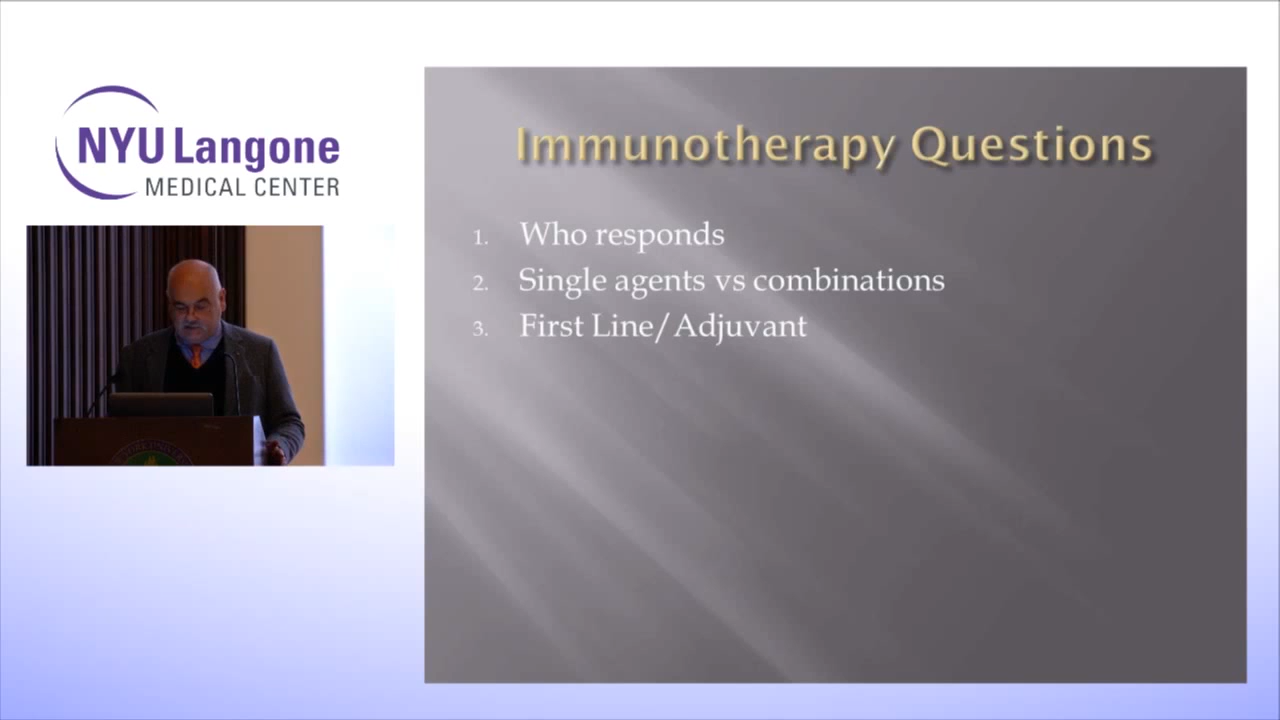 NYU Langone
MEDICAL CENTER
Immunotherapy Questions
1. Who responds
2. Single agents vs combinations
3. First Line/Adjuvant